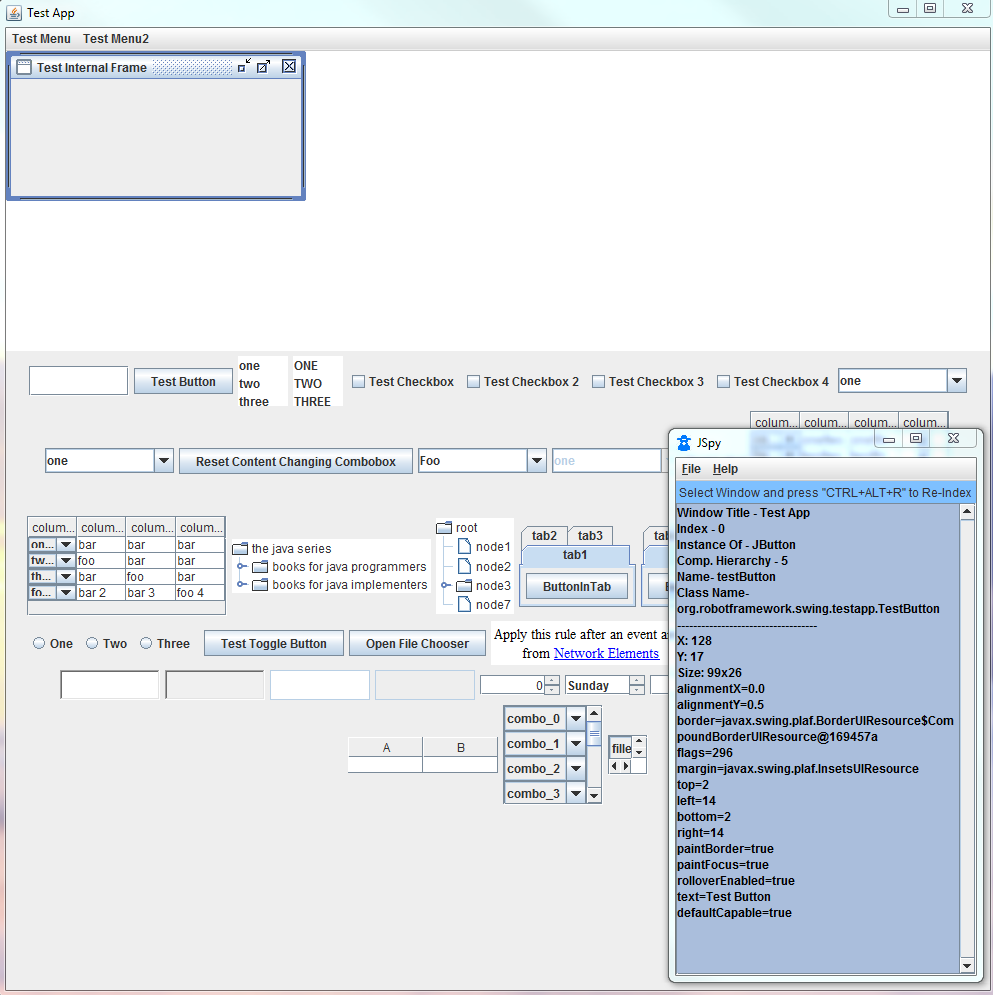 Test App
Test Menu Test Menu2
Test Internal Frame
Test Button
one
two
three
ONE
TWO
THREE
Test Checkbox
Test Checkbox 2
Test Checkbox 3
Test Checkbox 4
one
colum... colum... colum... colum...
one
Reset Content Changing Combobox
Foo
one
colum... colum... colum... colum...
on... bar bar bar
tw... foo bar bar
th... bar foo bar
fo... bar 2 bar 3 foo 4
the java series
books for java programmers
books for java implementers
root
node1
node2
node3
node7
tab2 tab3
tab1
ButtonInTab
One Two Three
Test Toggle Button
Open File Chooser
Apply this rule after an event
from Network Elements
0
Sunday
A B
combo_0
combo_1
combo_2
combo_3
fille
JSpy
File Help
Select Window and press "CTRL+ALT+R" to Re-Index
Window Title - Test App
Index - 0
Instance Of - JButton
Comp. Hierarchy - 5
Name- testButton
Class Name-
org.robotframework.swing.testapp.TestButton
-----------------------------------
X: 128
Y: 17
Size: 99x26
alignmentX=0.0
alignmentY=0.5
border=javax.swing.plaf.BorderUIResource$Com
poundBorderUIResource@169457a
flags=296
margin=javax.swing.plaf.InsetsUIResource
top=2
left=14
bottom=2
right=14
paintBorder=true
paintFocus=true
rolloverEnabled=true
text=Test Button
defaultCapable=true